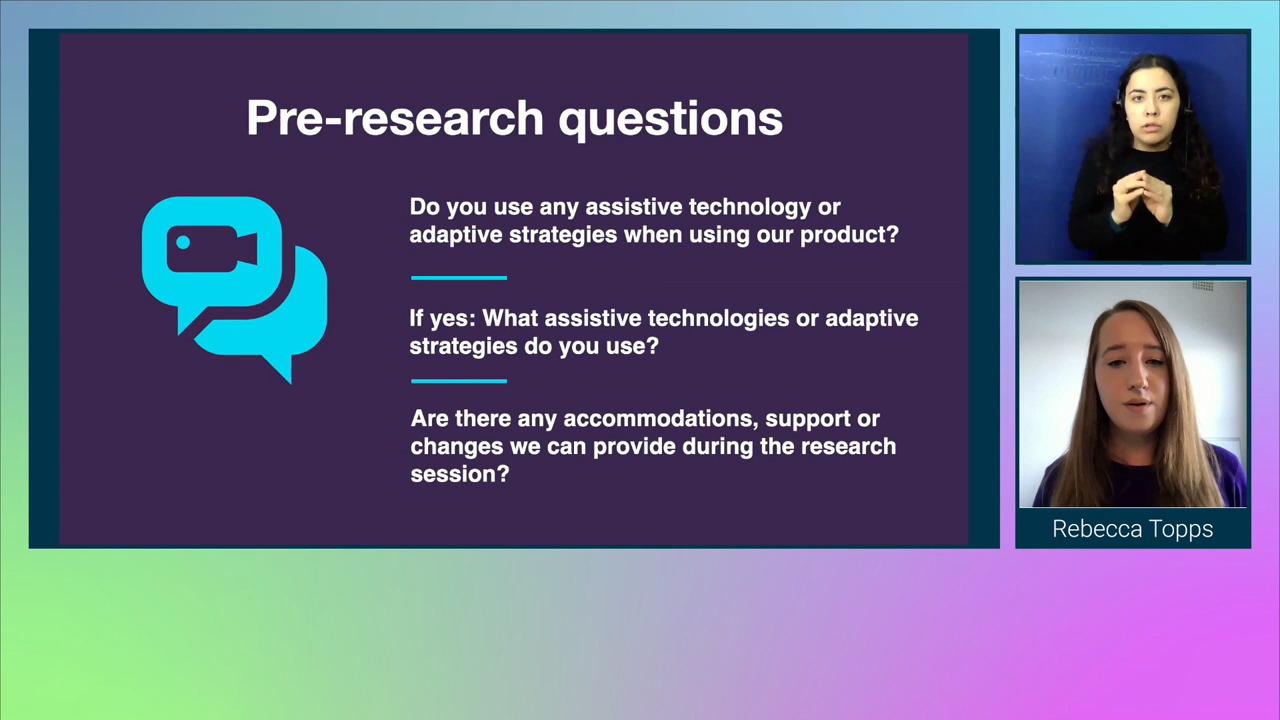 Pre-research questions
Do you use any assistive technology or
adaptive strategies when using our product?
If yes: What assistive technologies or adaptive
strategies do you use?
Are there any accommodations, support or
changes we can provide during the research
session?
Rebecca Topps